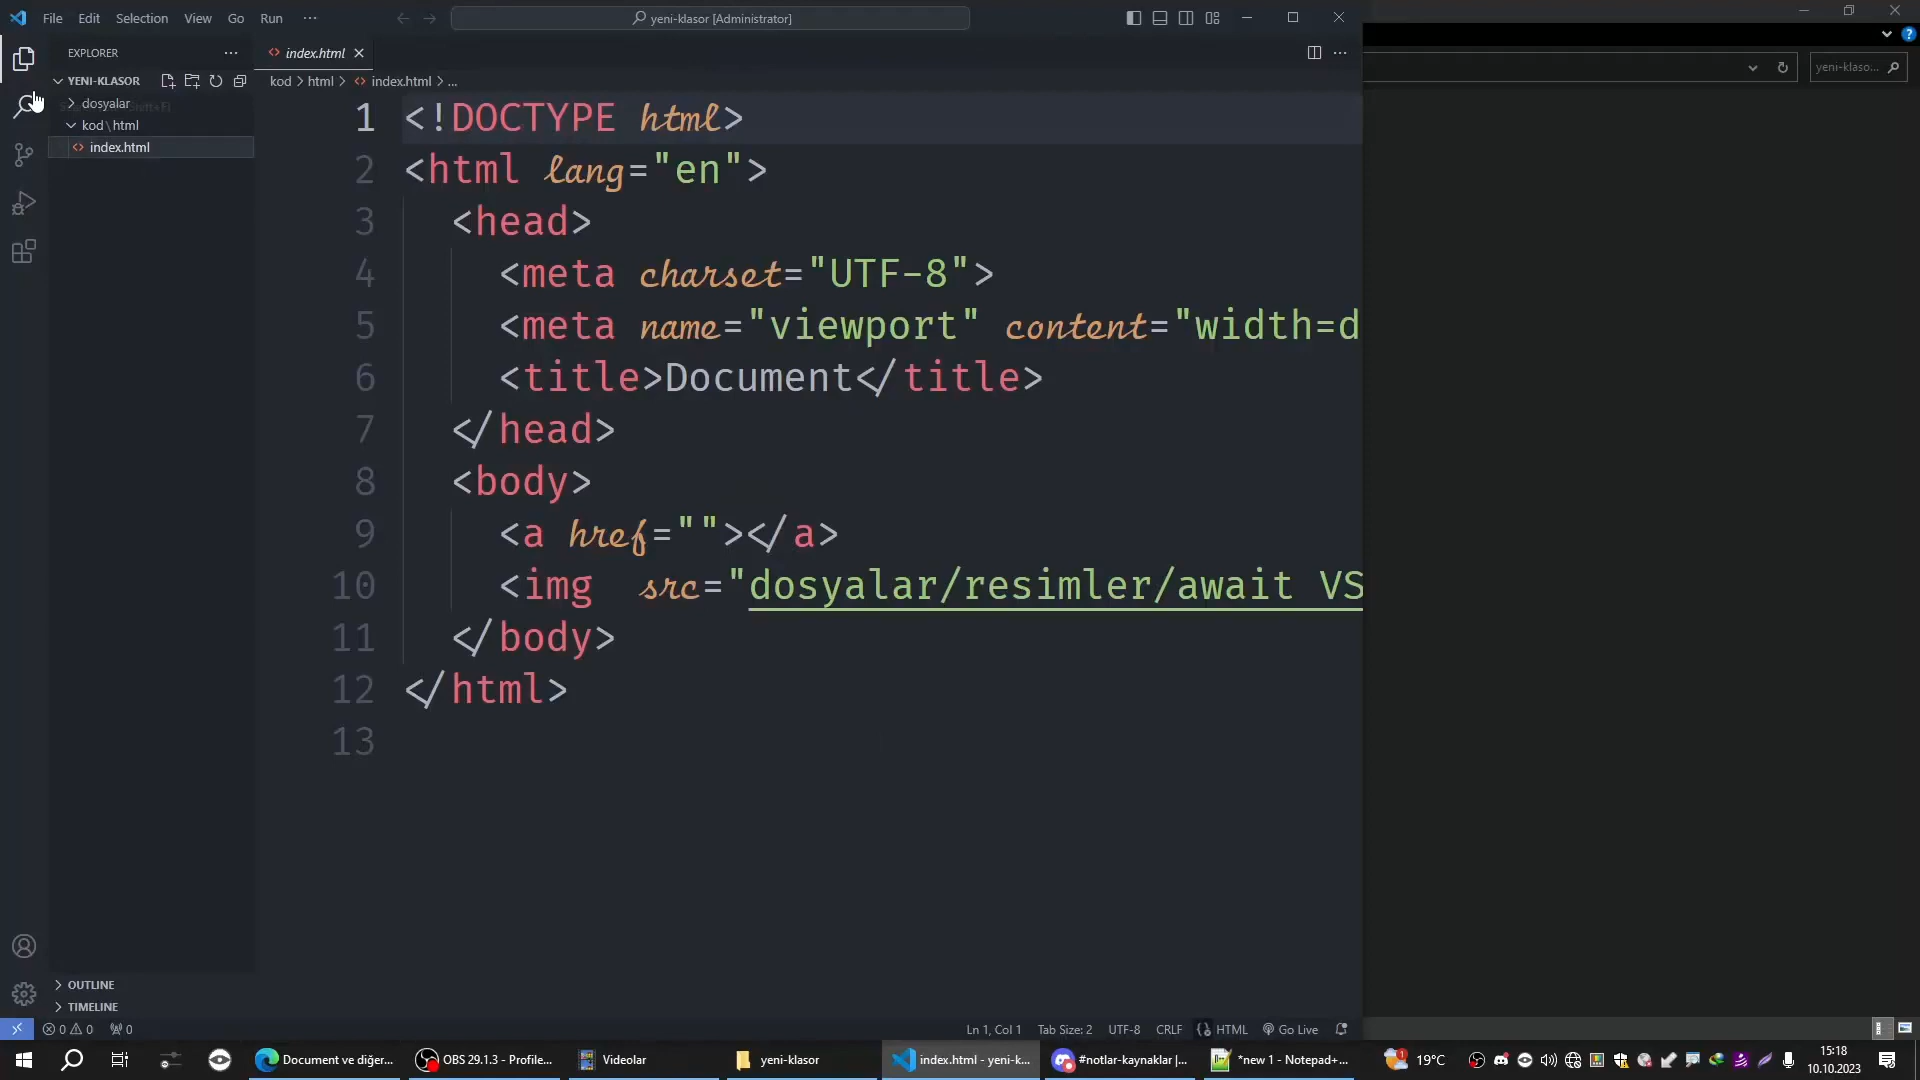 File Edit Selection View Go Run ···
yeni-klasor [Administrator]
EXPLORER
index.html
YENI-KLASOR
kod > html > index.html > ...
yeni-klaso...
dosyalar
kod\html
index.html
1 <!DOCTYPE html>
2 <html lang="en">
3 <head>
4 <meta charset="UTF-8">
5 <meta name="viewport" content="width=d
6 <title>Document</title>
7 </head>
8 <body>
9 <a href=""></a>
10 <img src="dosyalar/resimler/await VS
11 </body>
12 </html>
13
OUTLINE
TIMELINE
0 0 0
Ln 1, Col 1 Tab Size: 2 UTF-8 CRLF HTML Go Live
Document ve diğer...
OBS 29.1.3 - Profile...
Videolar
yeni-klasor
index.html - yeni-k...
#notlar-kaynaklar |...
*new 1 - Notepad+...
1
19°C
15:18
10.10.2023